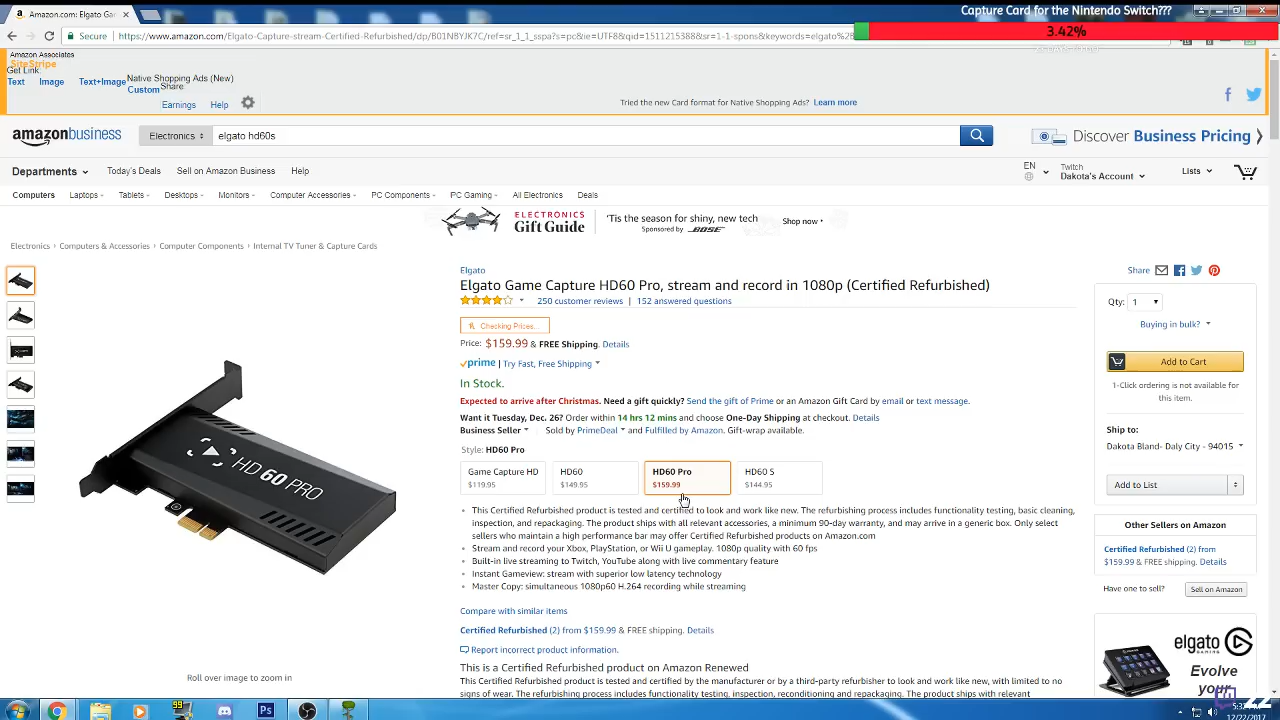 Amazon.com: Elgato Gam
Capture Card for the Nintendo Switch???
Secure
https://www.amazon.com/Elgato-Capture-stream-Certified-Refurbished/dp/B01NBYJK7C/ref=sr_1_1_sspa?s=pc&ie=UTF8&qid=1511215388&sr=1-1-spons&keywords=elgato%2
3.42%
Amazon Associates
SiteStripe
Get Link:
Text Image Text+Image
Native Shopping Ads (New)
Custom
Share:
Earnings Help
Tried the new Card format for Native Shopping Ads? Learn more
amazonbusiness
Electronics
elgato hd60s
Discover Business Pricing
Departments
Today's Deals Sell on Amazon Business Help
EN
Twitch
Dakota's Account
Lists
Computers Laptops Tablets Desktops Monitors Computer Accessories PC Components PC Gaming All Electronics Deals
ELECTRONICS
Gift Guide
'Tis the season for shiny, new tech
Sponsored by BOSE
Shop now
Electronics › Computers & Accessories › Computer Components › Internal TV Tuner & Capture Cards
HD60 PRO
Roll over image to zoom in
Elgato
Elgato Game Capture HD60 Pro, stream and record in 1080p (Certified Refurbished)
250 customer reviews | 152 answered questions
Checking Prices...
Price: $159.99 & FREE Shipping. Details
prime | Try Fast, Free Shipping
In Stock.
Expected to arrive after Christmas. Need a gift quickly? Send the gift of Prime or an Amazon Gift Card by email or text message.
Want it Tuesday, Dec. 26? Order within 14 hrs 12 mins and choose One-Day Shipping at checkout. Details
Business Seller Sold by PrimeDeal and Fulfilled by Amazon. Gift-wrap available.
Style: HD60 Pro
Game Capture HD
$119.95
HD60
$149.95
HD60 Pro
$159.99
HD60 S
$144.95
• This Certified Refurbished product is tested and certified to look and work like new. The refurbishing process includes functionality testing, basic cleaning,
inspection, and repackaging. The product ships with all relevant accessories, a minimum 90-day warranty, and may arrive in a generic box. Only select
sellers who maintain a high performance bar may offer Certified Refurbished products on Amazon.com
• Stream and record your Xbox, PlayStation, or Wii U gameplay. 1080p quality with 60 fps
• Built-in live streaming to Twitch, YouTube along with live commentary feature
• Instant Gameview: stream with superior low latency technology
• Master Copy: simultaneous 1080p60 H.264 recording while streaming
Compare with similar items
Certified Refurbished (2) from $159.99 & FREE shipping. Details
Report incorrect product information.
This is a Certified Refurbished product on Amazon Renewed
This Certified Refurbished product is tested and certified by the manufacturer or by a third-party refurbisher to look and work like new, with limited to no
signs of wear. The refurbishing process includes functionality testing, inspection, reconditioning and repackaging. The product ships with relevant
Share
Qty: 1
Buying in bulk?
Add to Cart
1-Click ordering is not available for
this item.
Ship to:
Dakota Bland- Daly City - 94015
Add to List
Other Sellers on Amazon
Certified Refurbished (2) from
$159.99 & FREE shipping. Details
Have one to sell? Sell on Amazon
elgato
GAMING
Evolve
your
12/22/2017